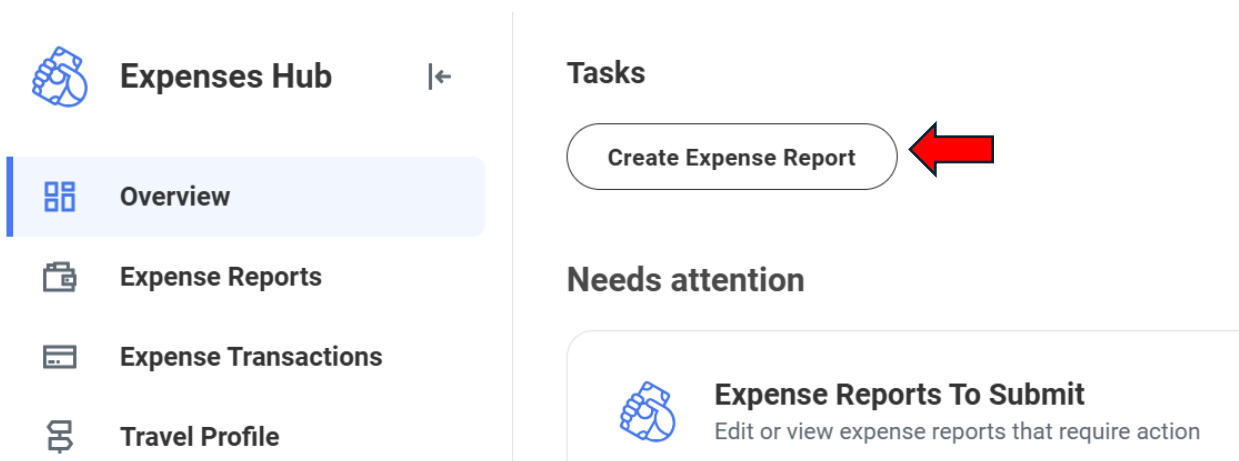 Expenses Hub
Overview
Expense Reports
Expense Transactions
Travel Profile
Tasks
Create Expense Report
Needs attention
Expense Reports To Submit
Edit or view expense reports that require action